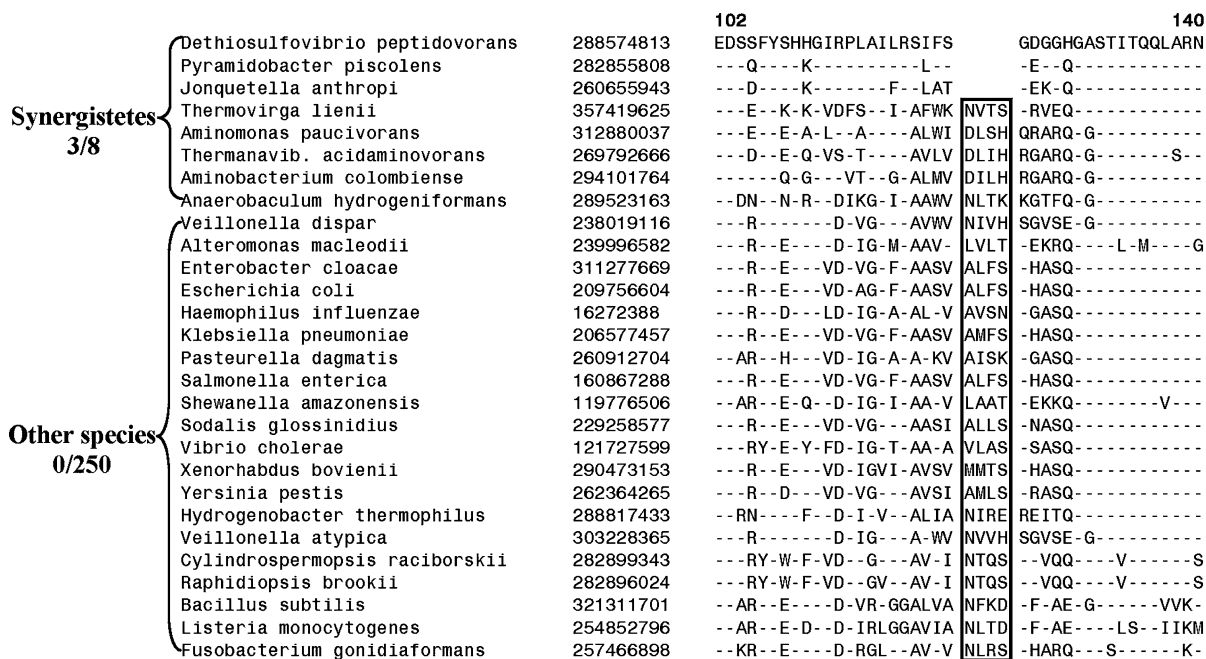 102 140
Dethiosulfovibrio peptidovorans 288574813 EDSSFYSHHGIRPLAILRSIFS GDGGHGASTITQQLARN
Pyramidobacter piscolens 282855808 ---Q----K----------L-- -E--Q------------
Jonquetella anthropi 260655943 ---D----K-------F--LAT -EK-Q------------
Synergistetes
3/8
Thermovirga lienii 357419625 ---E--K-K-VDFS--I-AFWK NVTS -RVEQ------------
Aminomonas paucivorans 312880037 ---E--E-A-L--A----ALWI DLSH QRARQ-G----------
Thermanavib. acidaminovorans 269792666 ---D--E-Q-VS-T----AVLV DLIH RGARQ-G-------S--
Aminobacterium colombiense 294101764 ------Q-G---VT--G-ALMV DILH RGARQ-G----------
Anaerobaculum hydrogeniformans 289523163 --DN--N-R--DIKG-I-AAWV NLTK KGTFQ-G----------
Veillonella dispar 238019116 ---R-------D-VG---AVWV NIVH SGVSE-G----------
Alteromonas macleodii 239996582 ---R--E----D-IG-M-AAV- LVLT -EKRQ----L-M----G
Enterobacter cloacae 311277669 ---R--E---VD-VG-F-AASV ALFS -HASQ------------
Escherichia coli 209756604 ---R--E---VD-AG-F-AASV ALFS -HASQ------------
Haemophilus influenzae 16272388 ---R--D---LD-IG-A-AL-V AVSN -GASQ------------
Klebsiella pneumoniae 206577457 ---R--E---VD-VG-F-AASV AMFS -HASQ------------
Pasteurella dagmatis 260912704 --AR--H---VD-IG-A-A-KV AISK -GASQ------------
Salmonella enterica 160867288 ---R--E---VD-VG-F-AASV ALFS -HASQ------------
Shewanella amazonensis 119776506 --AR--E-Q--D-IG-I-AA-V LAAT -EKKQ-------V----
Other species
0/250
Sodalis glossinidius 229258577 ---R--E---VD-IG---AASI ALLS -NASQ------------
Vibrio cholerae 121727599 ---RY-E-Y-FD-IG-T-AA-A VLAS -SASQ------------
Xenorhabdus bovienii 290473153 ---R--E---VD-IGVI-AVSV MMTS -HASQ------------
Yersinia pestis 262364265 ---R--D---VD-VG---AVSI AMLS -RASQ------------
Hydrogenobacter thermophilus 288817433 --RN----F--D-I-V--ALIA NIRE REITQ------------
Veillonella atypica 303228365 ---R-------D-IG---A-WV NVVH SGVSE-G----------
Cylindrospermopsis raciborskii 282899343 ---RY-W-F-VD--G---AV-I NTQS --VQQ----V------S
Raphidiopsis brookii 282896024 ---RY-W-F-VD--GV--AV-I NTQS --VQQ----V------S
Bacillus subtilis 321311701 --AR--E----D-VR-GGALVA NFKD -F-AE-G------VVK-
Listeria monocytogenes 254852796 --AR--E-D--D-IRLGGAVIA NLTD -F-AE----LS--IIKM
Fusobacterium gonidiaformans 257466898 --KR--E----D-RGL--AV-V NLRS -HARQ---S------K-